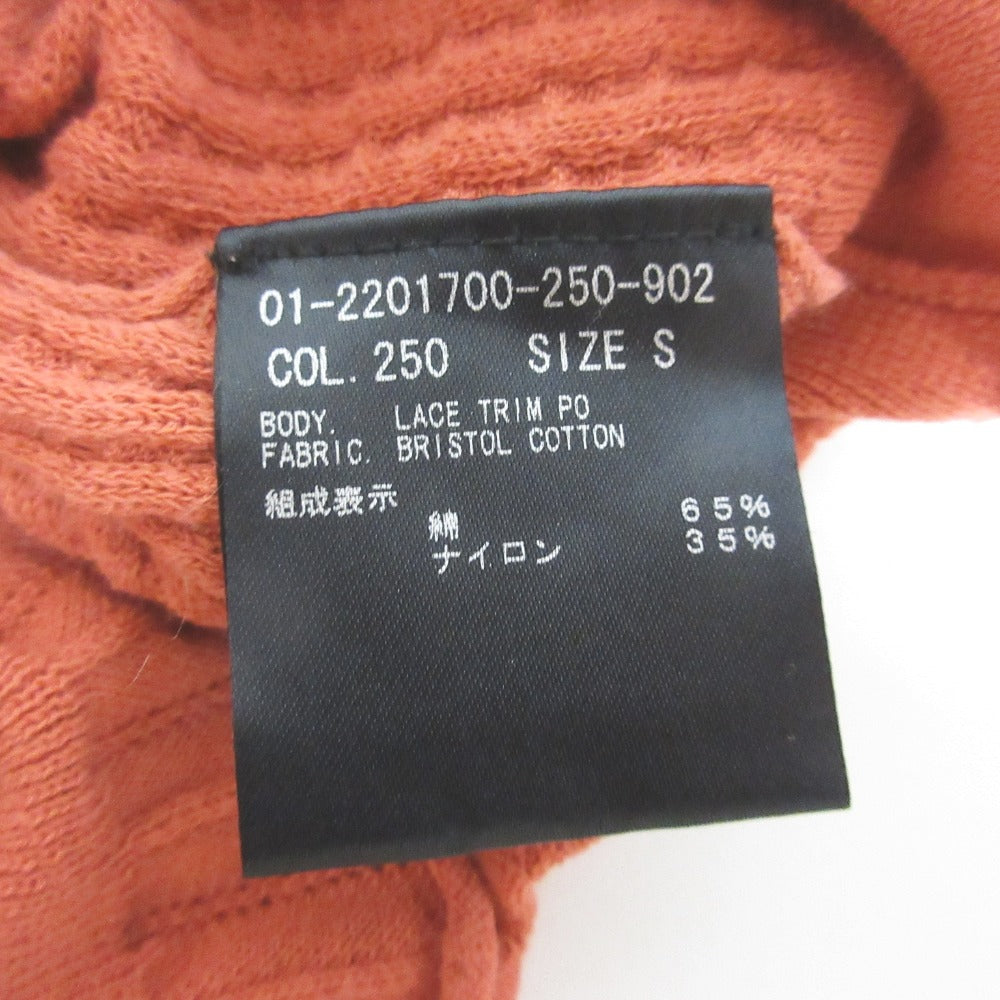 01-2201700-250-902
COL. 250 SIZE S
BODY. LACE TRIM PO
FABRIC. BRISTOL COTTON
組成表示
綿 65%
ナイロン 35%